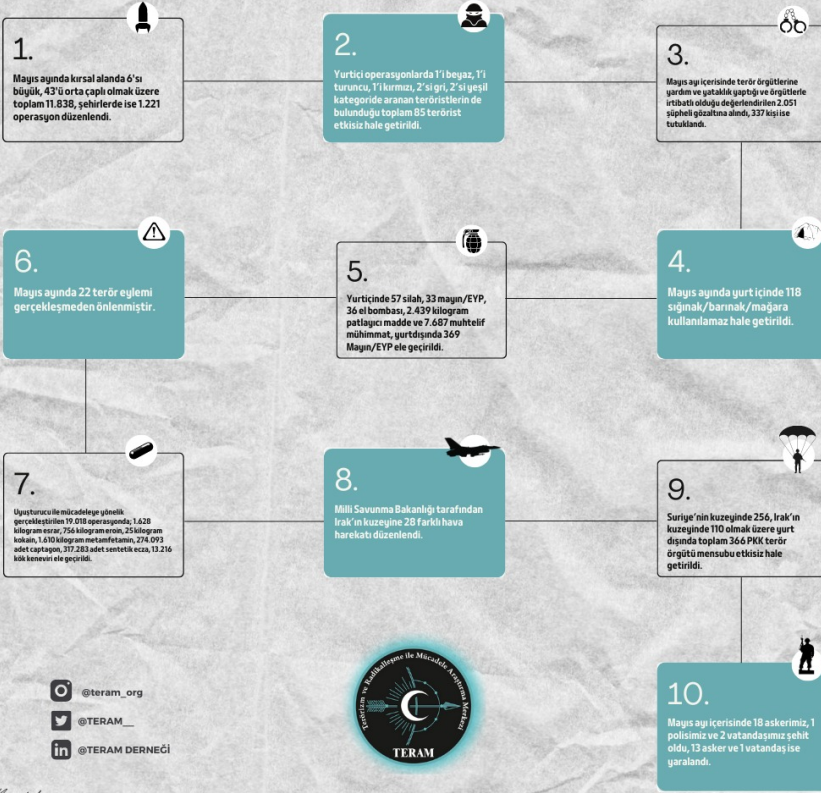 1.
Mayıs ayında kırsal alanda 6'sı
büyük, 43'ü orta çaplı olmak üzere
toplam 11.838, şehirlerde ise 1.221
operasyon düzenlendi.
2.
Yurtiçi operasyonlarda 1'i beyaz, 1'i
turuncu, 1'i kırmızı, 2'si gri, 2'si yeşil
kategoride aranan teröristlerin de
bulunduğu toplam 85 terörist
etkisiz hale getirildi.
3.
Mayıs ayı içerisinde terör örgütlerine
yardım ve yataklık yaptığı ve örgütlerle
irtibatlı olduğu değerlendirilen 2.051
şüpheli gözaltına alındı, 337 kişi ise
tutuklandı.
4.
Mayıs ayında yurt içinde 118
sığınak/barınak/mağara
kullanılamaz hale getirildi.
5.
Yurtiçinde 57 silah, 33 mayın/EYP,
36 el bombası, 2.439 kilogram
patlayıcı madde ve 7.687 muhtelif
mühimmat, yurtdışında 369
Mayın/EYP ele geçirildi.
6.
Mayıs ayında 22 terör eylemi
gerçekleşmeden önlenmiştir.
7.
Uyuşturucu ile mücadeleye yönelik
gerçekleştirilen 19.018 operasyonda; 1.628
kilogram esrar, 756 kilogram eroin, 25 kilogram
kokain, 1.610 kilogram metamfetamin, 274.093
adet captagon, 317.283 adet sentetik ecza, 13.216
kök keneviri ele geçirildi.
8.
Milli Savunma Bakanlığı tarafından
Irak'ın kuzeyine 28 farklı hava
harekatı düzenlendi.
9.
Suriye'nin kuzeyinde 256, Irak'ın
kuzeyinde 110 olmak üzere yurt
dışında toplam 366 PKK terör
örgütü mensubu etkisiz hale
getirildi.
10.
Mayıs ayı içerisinde 18 askerimiz, 1
polisimiz ve 2 vatandaşımız şehit
oldu, 13 asker ve 1 vatandaş ise
yaralandı.
@teram_org
@TERAM__
@TERAM DERNEĞİ
Terörizm ve Radikalleşme ile Mücadele Araştırma Merkezi
TERAM